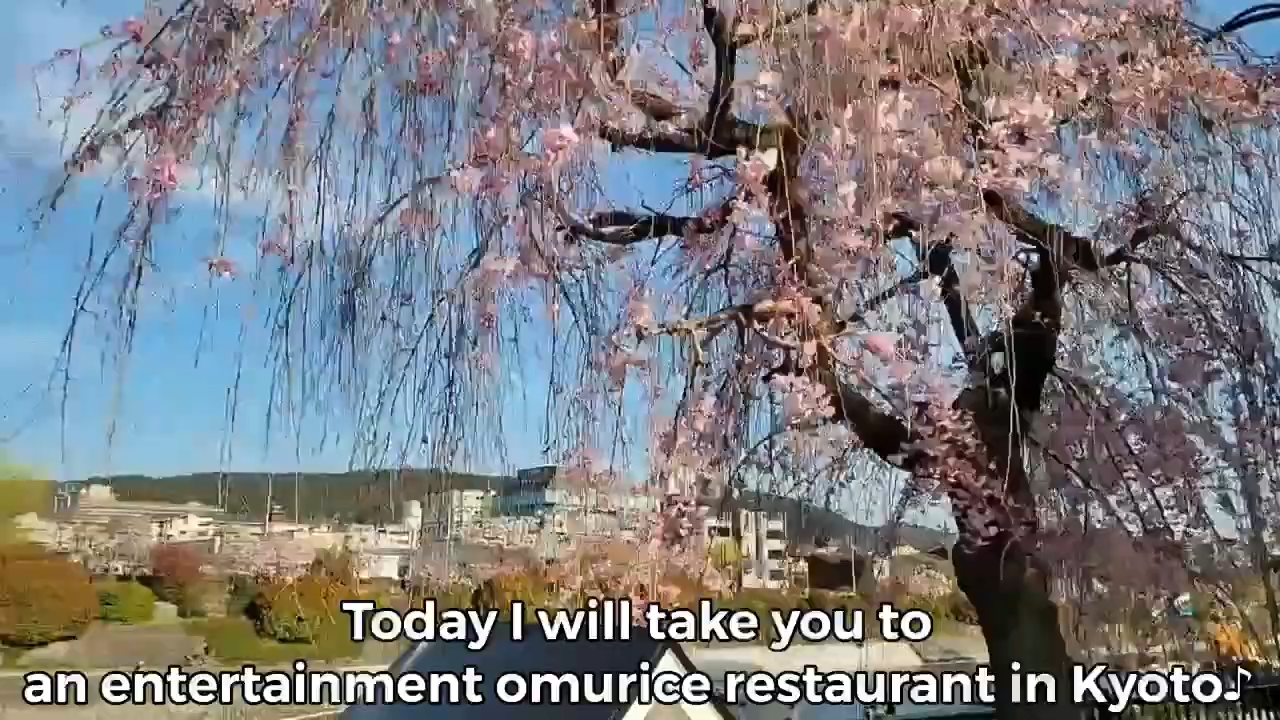 Today I will take you to
an entertainment omurice restaurant in Kyoto♪